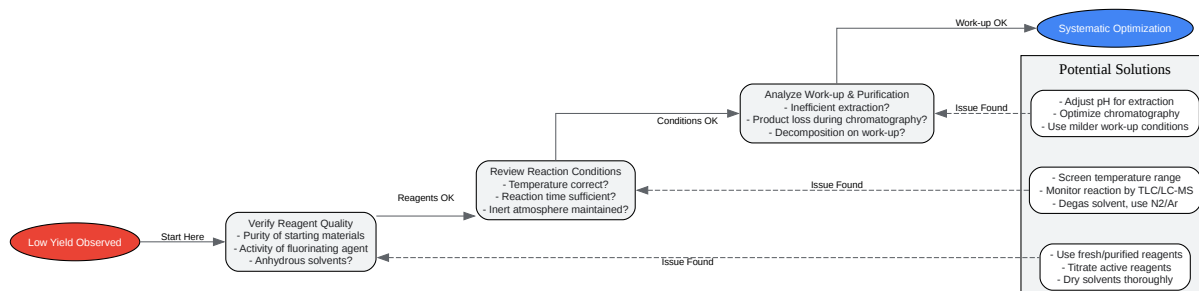 Work-up OK
Systematic Optimization
Potential Solutions
Analyze Work-up & Purification
- Inefficient extraction?
- Product loss during chromatography?
- Decomposition on work-up?
Issue Found
- Adjust pH for extraction
- Optimize chromatography
- Use milder work-up conditions
Conditions OK
Review Reaction Conditions
- Temperature correct?
- Reaction time sufficient?
- Inert atmosphere maintained?
Issue Found
- Screen temperature range
- Monitor reaction by TLC/LC-MS
- Degas solvent, use N2/Ar
Reagents OK
Low Yield Observed
Start Here
Verify Reagent Quality
- Purity of starting materials
- Activity of fluorinating agent
- Anhydrous solvents?
Issue Found
- Use fresh/purified reagents
- Titrate active reagents
- Dry solvents thoroughly